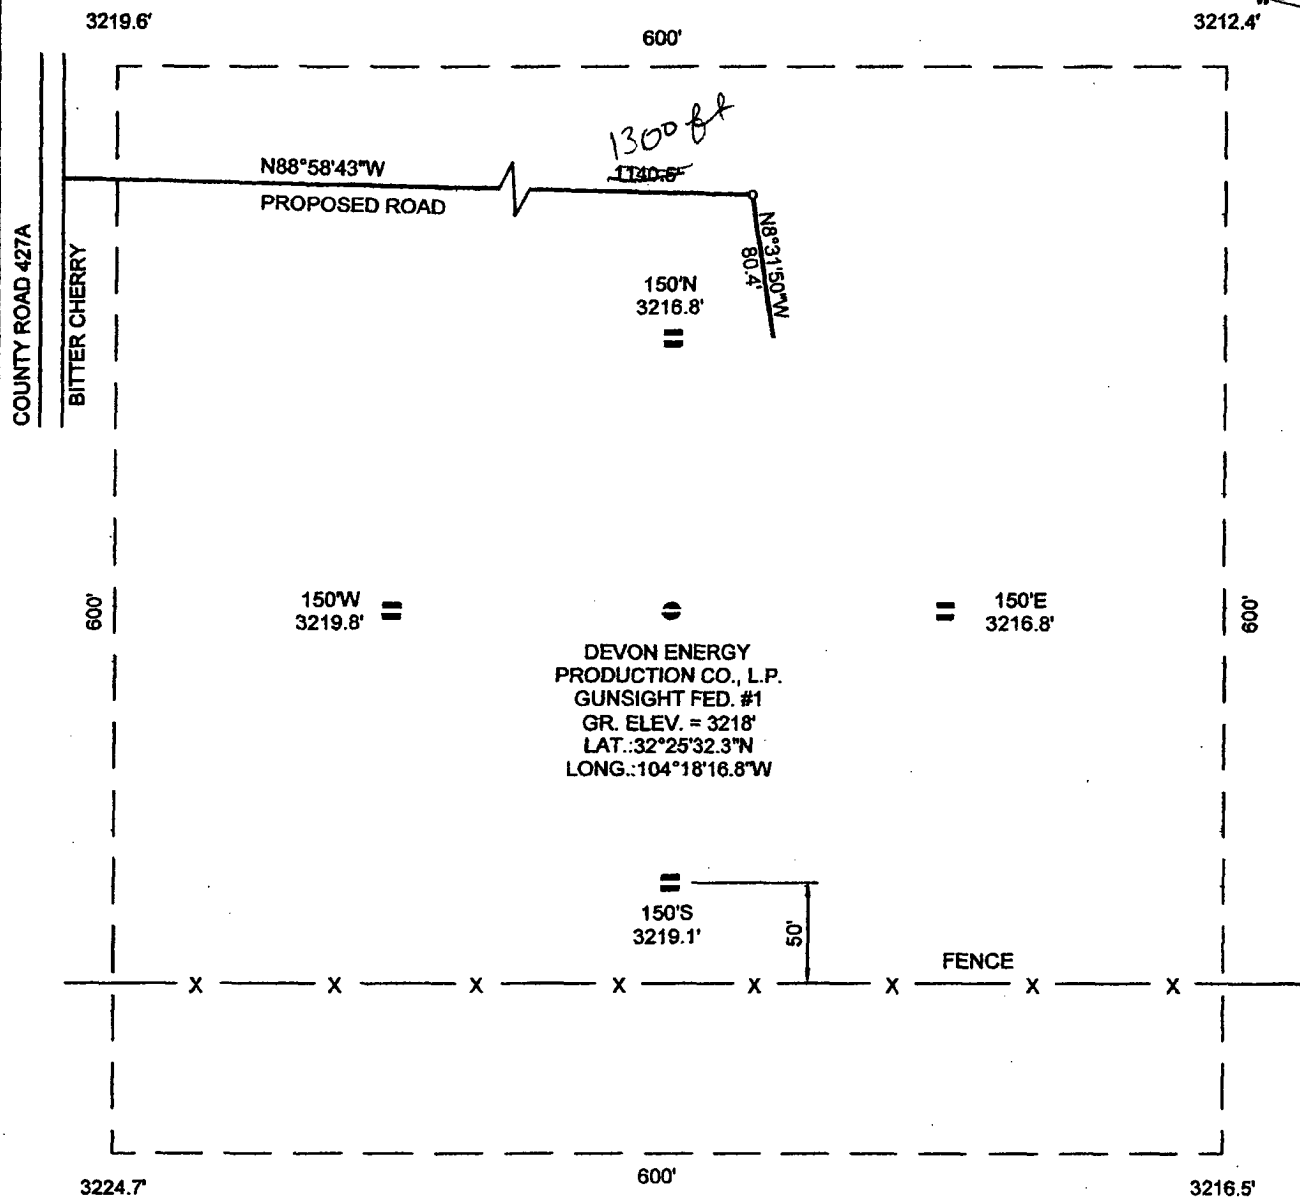 3219.6'
3212.4'
600'
1300 ft
1140.6'
N88°58'43"W
PROPOSED ROAD
N8°31'50"W
80.4'
COUNTY ROAD 427A
BITTER CHERRY
150'N
3216.8'
600'
150'W
3219.8'
150'E
3216.8'
600'
DEVON ENERGY
PRODUCTION CO., L.P.
GUNSIGHT FED. #1
GR. ELEV. = 3218'
LAT.:32°25'32.3"N
LONG.:104°18'16.8"W
150'S
3219.1'
50'
FENCE
X X X X X X X X
600'
3224.7'
3216.5'